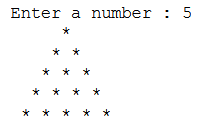 Enter a number : 5
*
* *
* * *
* * * *
* * * * *